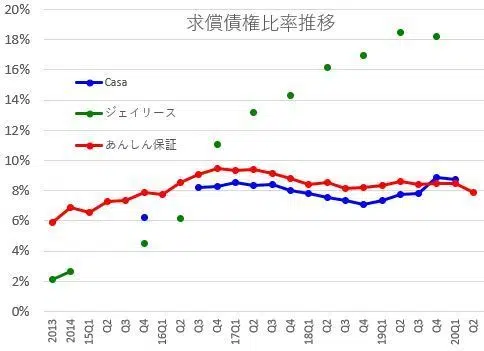 求償債権比率推移
20%
18%
16%
14%
12%
10%
8%
6%
4%
2%
0%
Casa
ジェイリース
あんしん保証
2013
2014
15Q1
Q2
Q3
Q4
16Q1
Q2
Q3
Q4
17Q1
Q2
Q3
Q4
18Q1
Q2
Q3
Q4
19Q1
Q2
Q3
Q4
20Q1
Q2